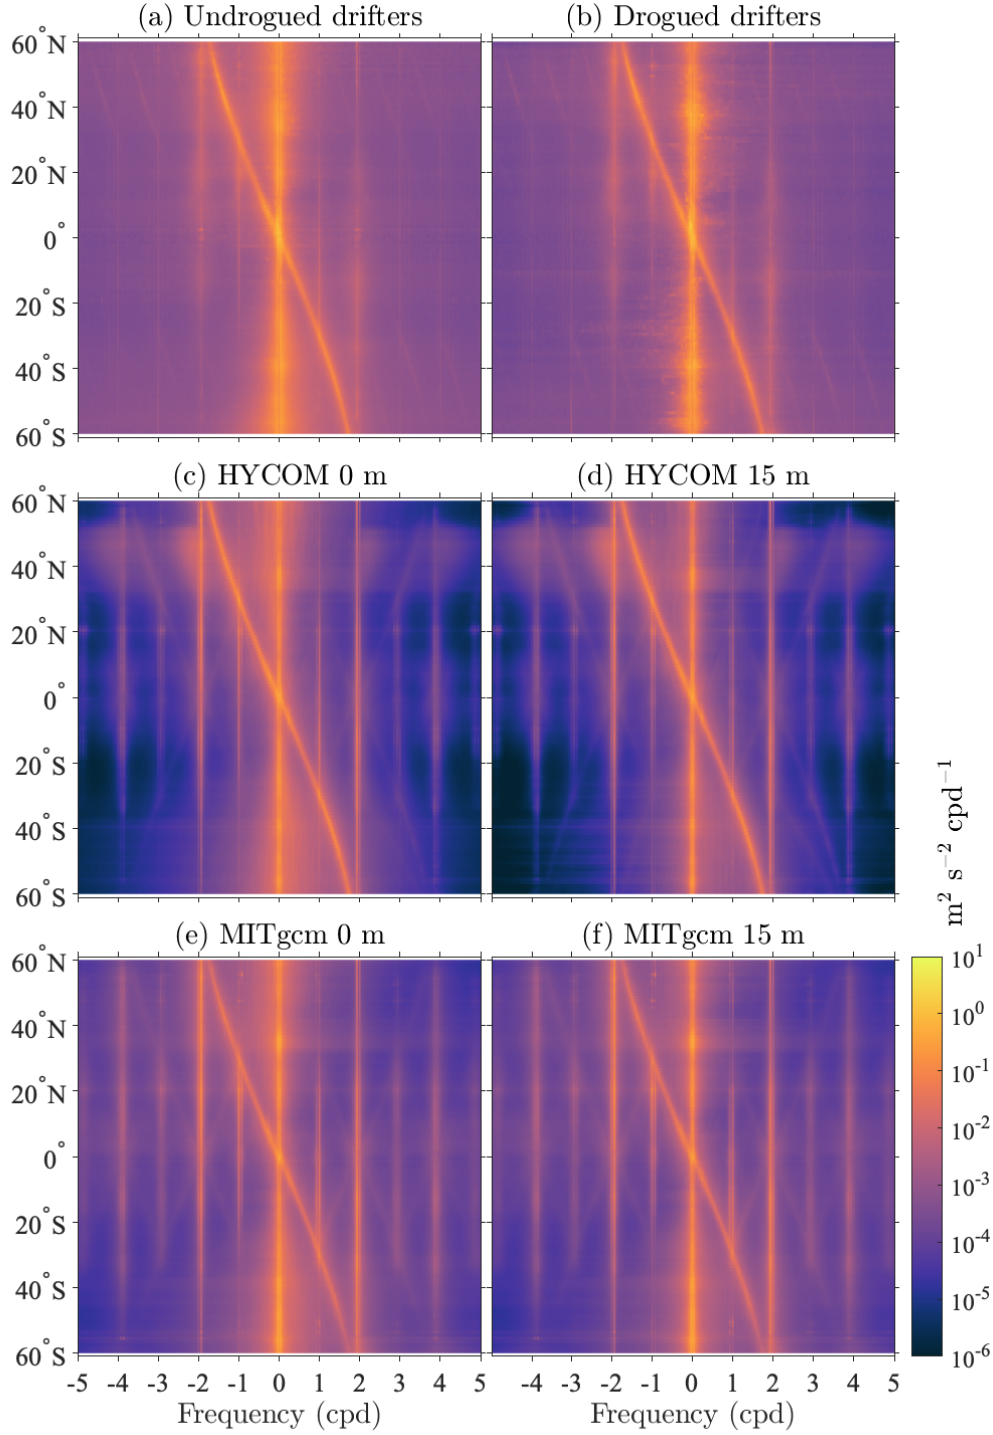 (a) Undrogued drifters
(b) Drogued drifters
60°N
40°N
20°N
0°
20°S
40°S
60°S
(c) HYCOM 0 m
(d) HYCOM 15 m
60°N
40°N
20°N
0°
20°S
40°S
60°S
(e) MITgcm 0 m
(f) MITgcm 15 m
60°N
40°N
20°N
0°
20°S
40°S
60°S
-5 -4 -3 -2 -1 0 1 2 3 4 5
-4 -3 -2 -1 0 1 2 3 4 5
Frequency (cpd)
Frequency (cpd)
m² s⁻² cpd⁻¹
10¹
10⁰
10⁻¹
10⁻²
10⁻³
10⁻⁴
10⁻⁵
10⁻⁶